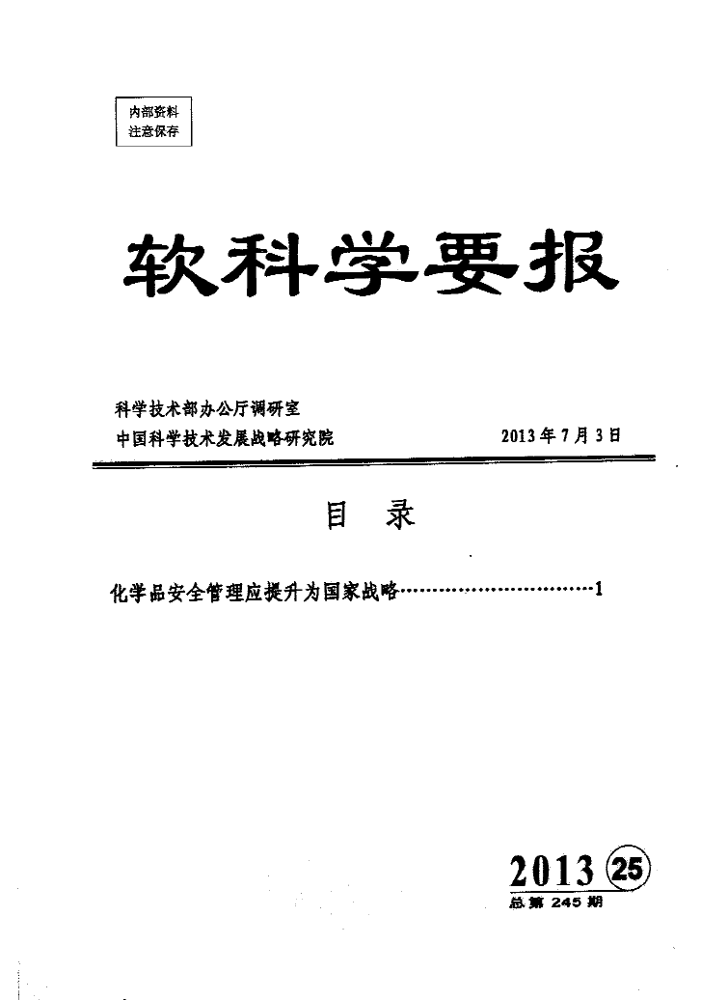 内部资料
注意保存
软科学要报
科学技术部办公厅调研室
中国科学技术发展战略研究院 2013年7月3日
目 录
化学品安全管理应提升为国家战略…………………………1
2013 25
总第 245 期